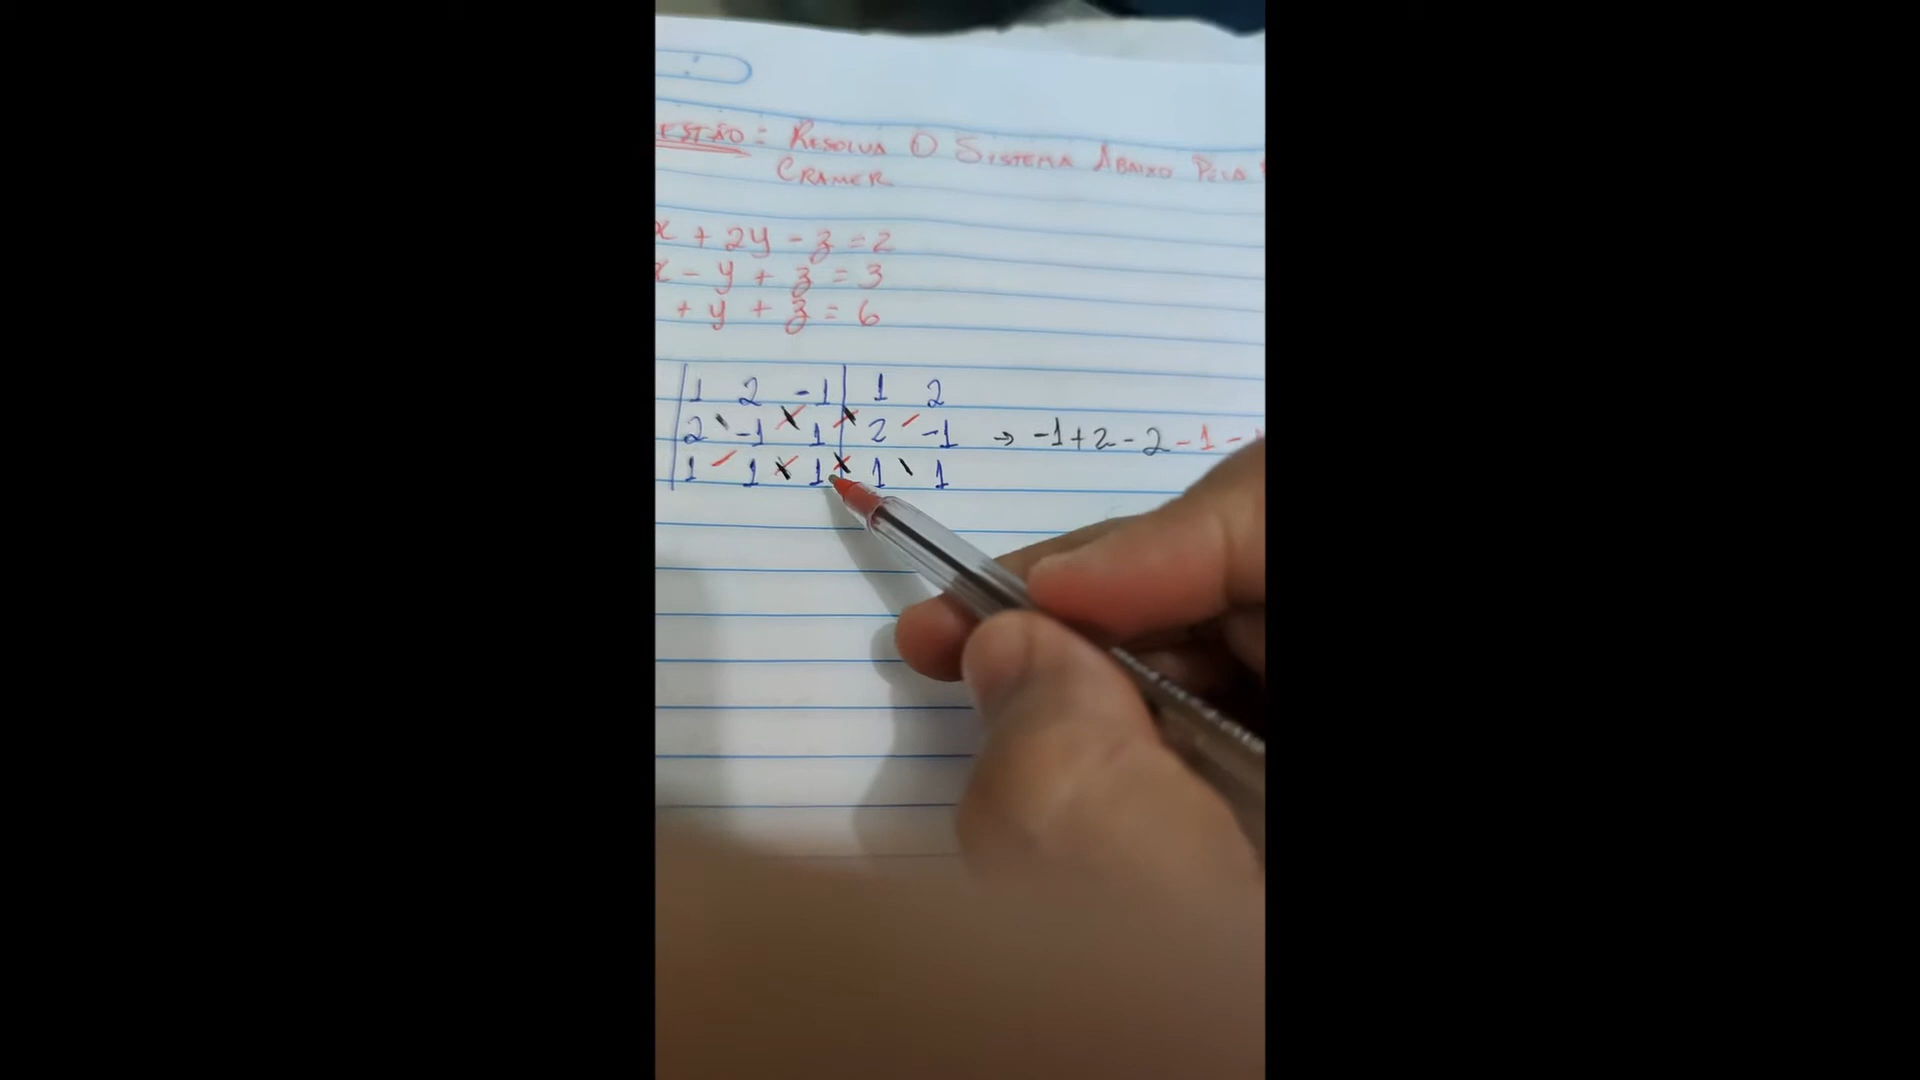 ESTÃO: RESOLVA O SISTEMA ABAIXO PELA
CRAMER
x + 2y - z = 2
x - y + z = 3
+ y + z = 6
1 2 -1 1 2
2 -1 1 2 -1 → -1+2-2-1-
1 1 1 1 1